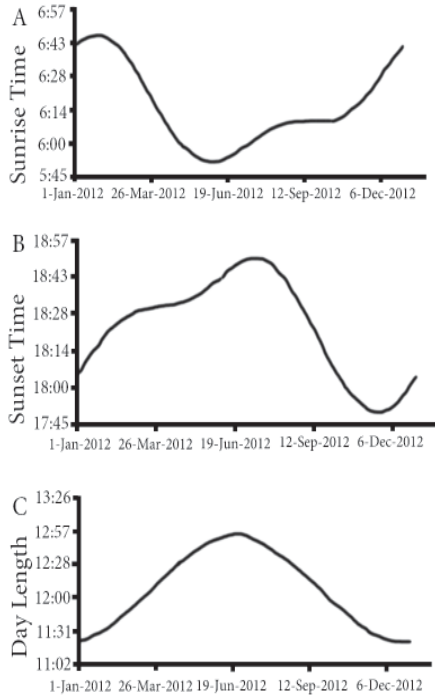 A
Sunrise Time
6:57
6:43
6:28
6:14
6:00
5:45
1-Jan-2012 26-Mar-2012 19-Jun-2012 12-Sep-2012 6-Dec-2012
B
Sunset Time
18:57
18:43
18:28
18:14
18:00
17:45
1-Jan-2012 26-Mar-2012 19-Jun-2012 12-Sep-2012 6-Dec-2012
C
Day Length
13:26
12:57
12:28
12:00
11:31
11:02
1-Jan-2012 26-Mar-2012 19-Jun-2012 12-Sep-2012 6-Dec-2012